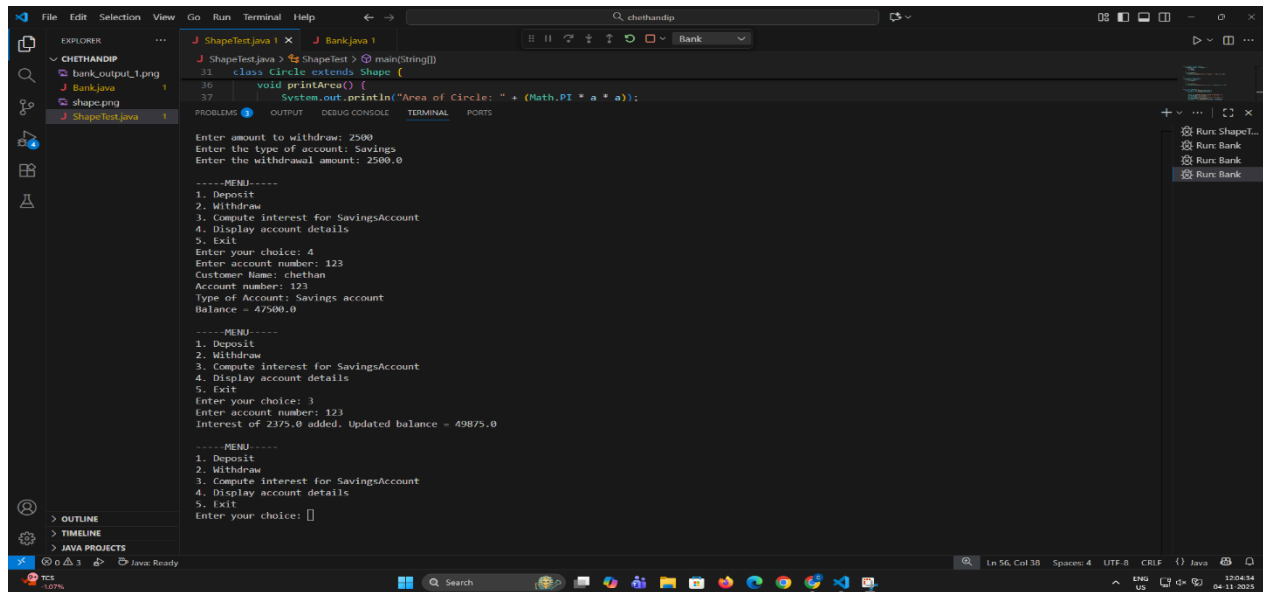 File Edit Selection View Go Run Terminal Help
chethandip
EXPLORER
ShapeTest.java 1
Bank.java 1
Bank
CHETHANDIP
bank_output_1.png
Bank.java 1
shape.png
ShapeTest.java 1
ShapeTest.java > ShapeTest > main(String[])
31 class Circle extends Shape {
36 void printArea() {
37 System.out.println("Area of Circle: " + (Math.PI * a * a));
PROBLEMS 3 OUTPUT DEBUG CONSOLE TERMINAL PORTS
Enter amount to withdraw: 2500
Enter the type of account: Savings
Enter the withdrawal amount: 2500.0
-----MENU-----
1. Deposit
2. Withdraw
3. Compute interest for SavingsAccount
4. Display account details
5. Exit
Enter your choice: 4
Enter account number: 123
Customer Name: chethan
Account number: 123
Type of Account: Savings account
Balance = 47500.0
-----MENU-----
1. Deposit
2. Withdraw
3. Compute interest for SavingsAccount
4. Display account details
5. Exit
Enter your choice: 3
Enter account number: 123
Interest of 2375.0 added. Updated balance = 49875.0
-----MENU-----
1. Deposit
2. Withdraw
3. Compute interest for SavingsAccount
4. Display account details
5. Exit
Enter your choice:
Run: ShapeT...
Run: Bank
Run: Bank
Run: Bank
OUTLINE
TIMELINE
JAVA PROJECTS
0 3 Java: Ready
Ln 56, Col 38 Spaces: 4 UTF-8 CRLF {} Java
TCS
-1.07%
Search
ENG
US
12:04:34
04-11-2025